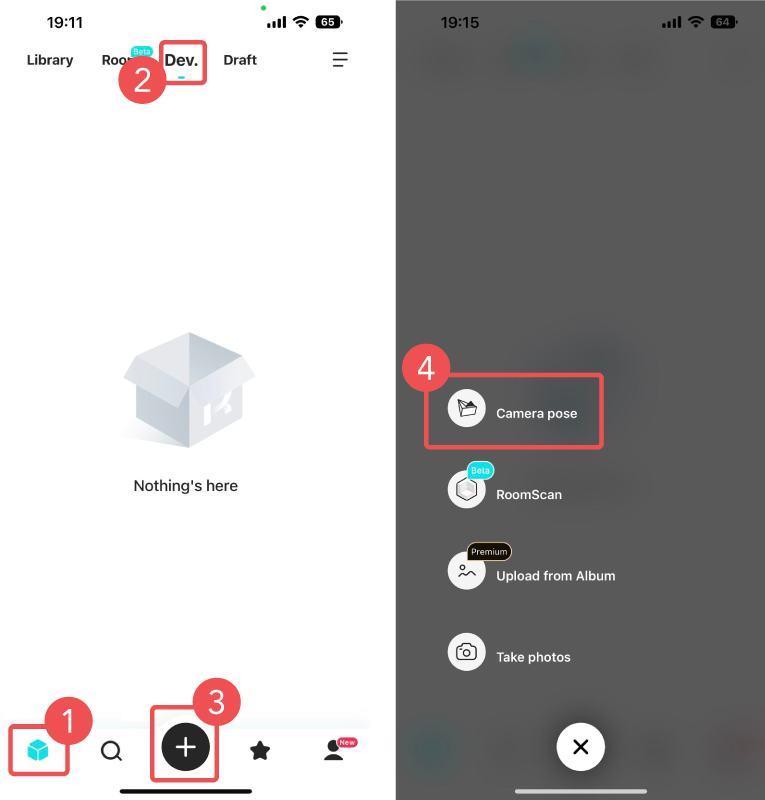 19:11
65
Library
Beta
Dev.
Draft
2
Nothing's here
1
3
New
19:15
64
4
Camera pose
Beta
RoomScan
Premium
Upload from Album
Take photos